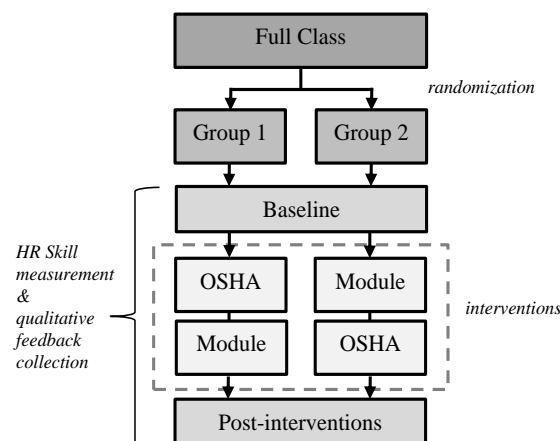 Full Class
randomization
Group 1
Group 2
Baseline
HR Skill
measurement
&
qualitative
feedback
collection
OSHA
Module
interventions
Module
OSHA
Post-interventions